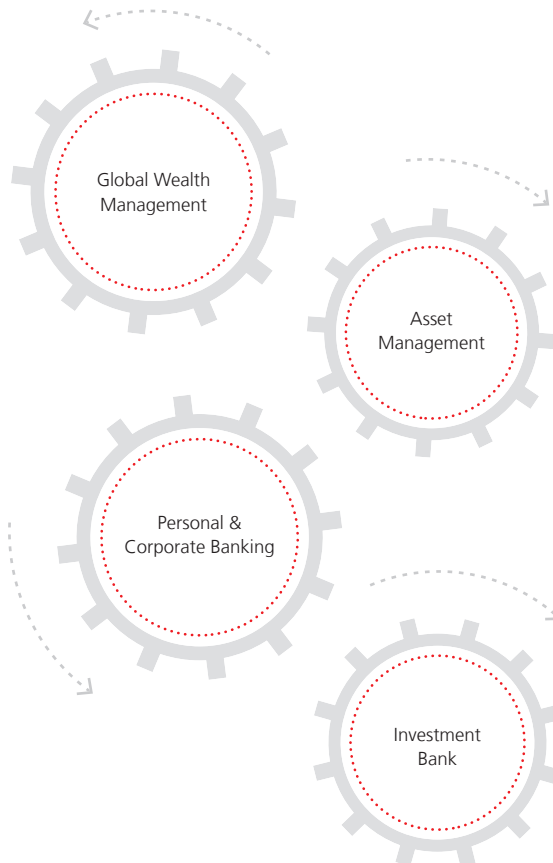 Global Wealth
Management
Asset
Management
Personal &
Corporate Banking
Investment
Bank